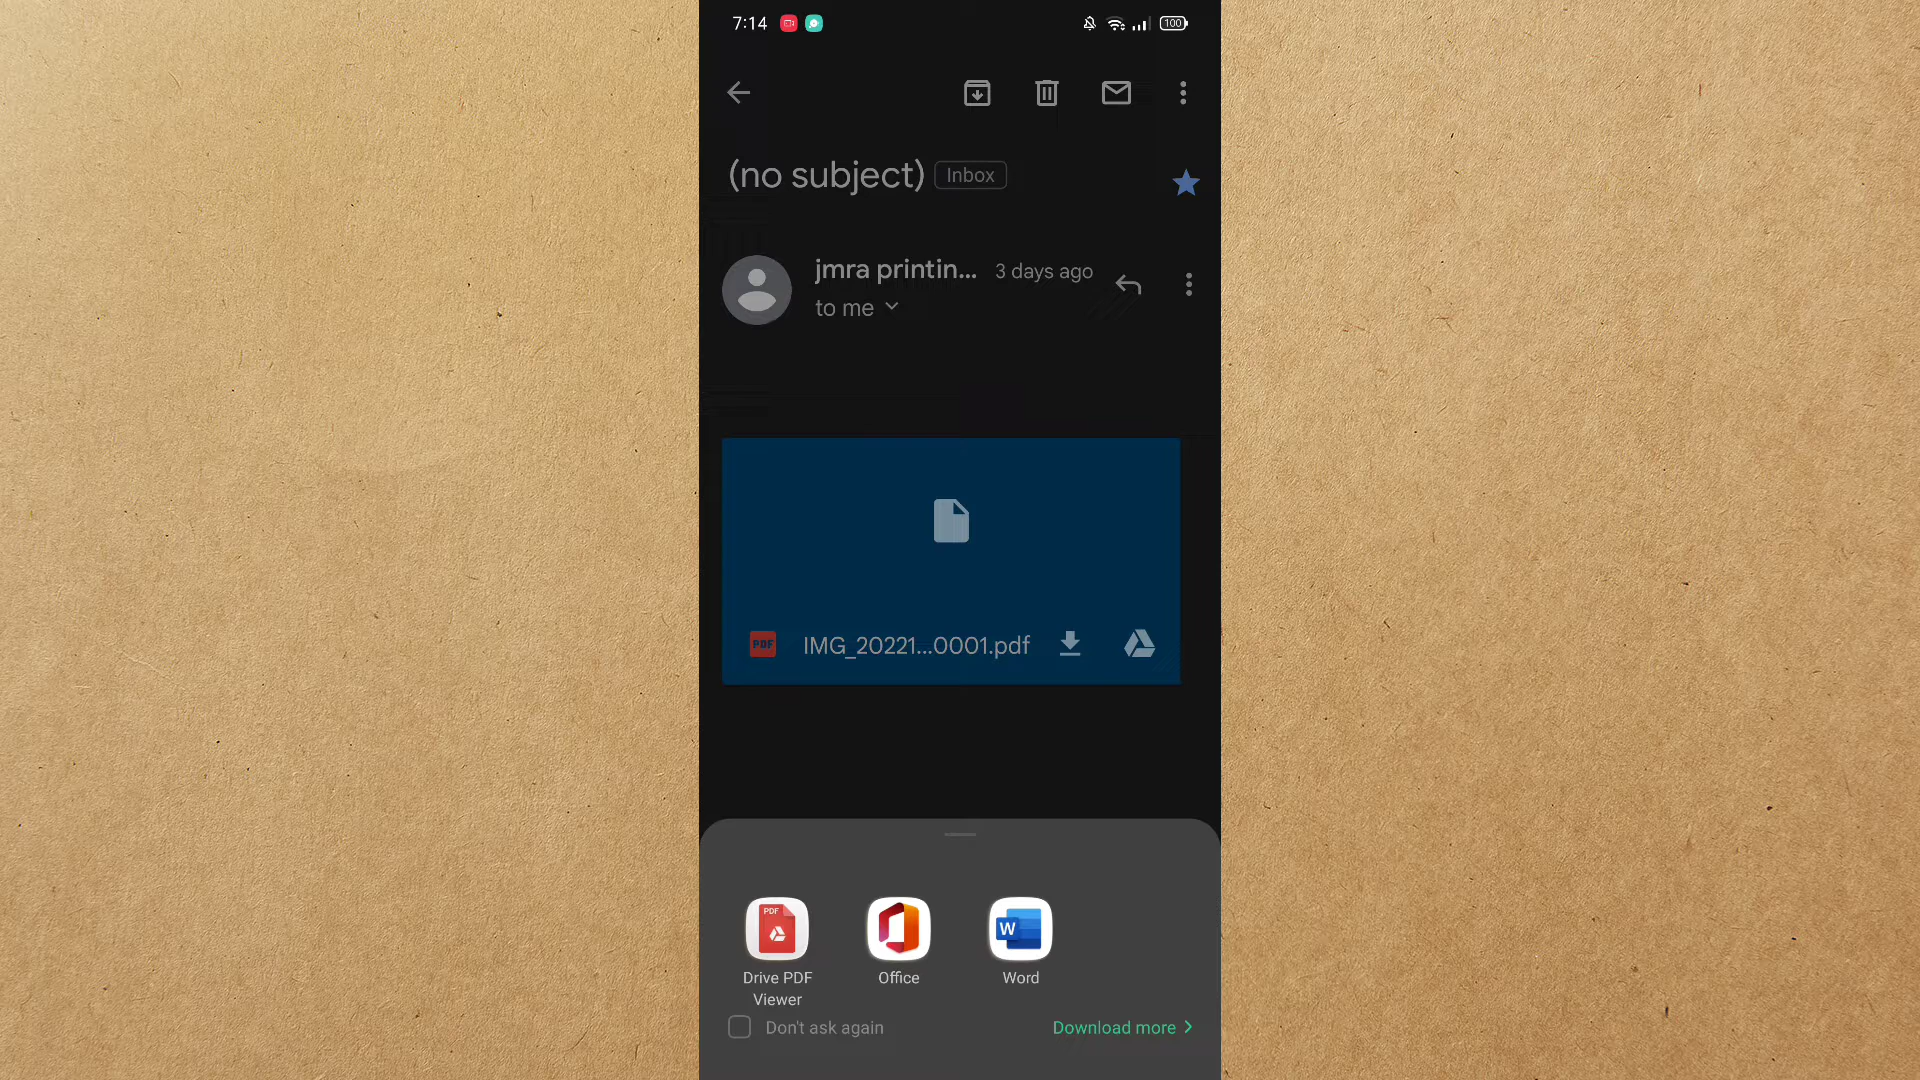 7:14 100
(no subject) Inbox
jmra printin... 3 days ago
to me
PDF IMG_20221...0001.pdf
PDF W
Drive PDF Viewer Office Word
Don't ask again Download more